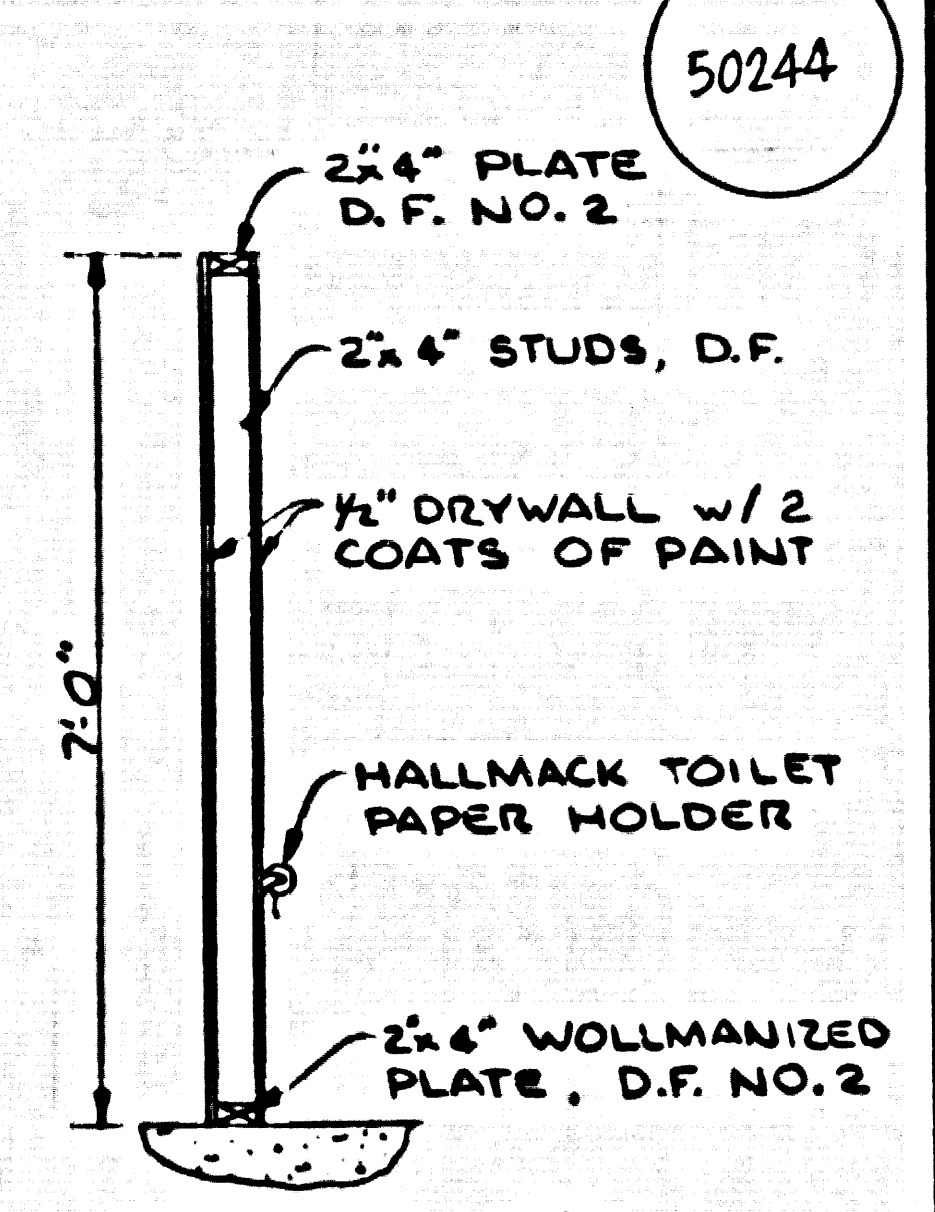 50244
2"x 4" PLATE
D. F. NO. 2
2"x 4" STUDS, D.F.
½" DRYWALL w/ 2
COATS OF PAINT
7'-0"
HALLMACK TOILET
PAPER HOLDER
2"x 4" WOLLMANIZED
PLATE, D.F. NO. 2